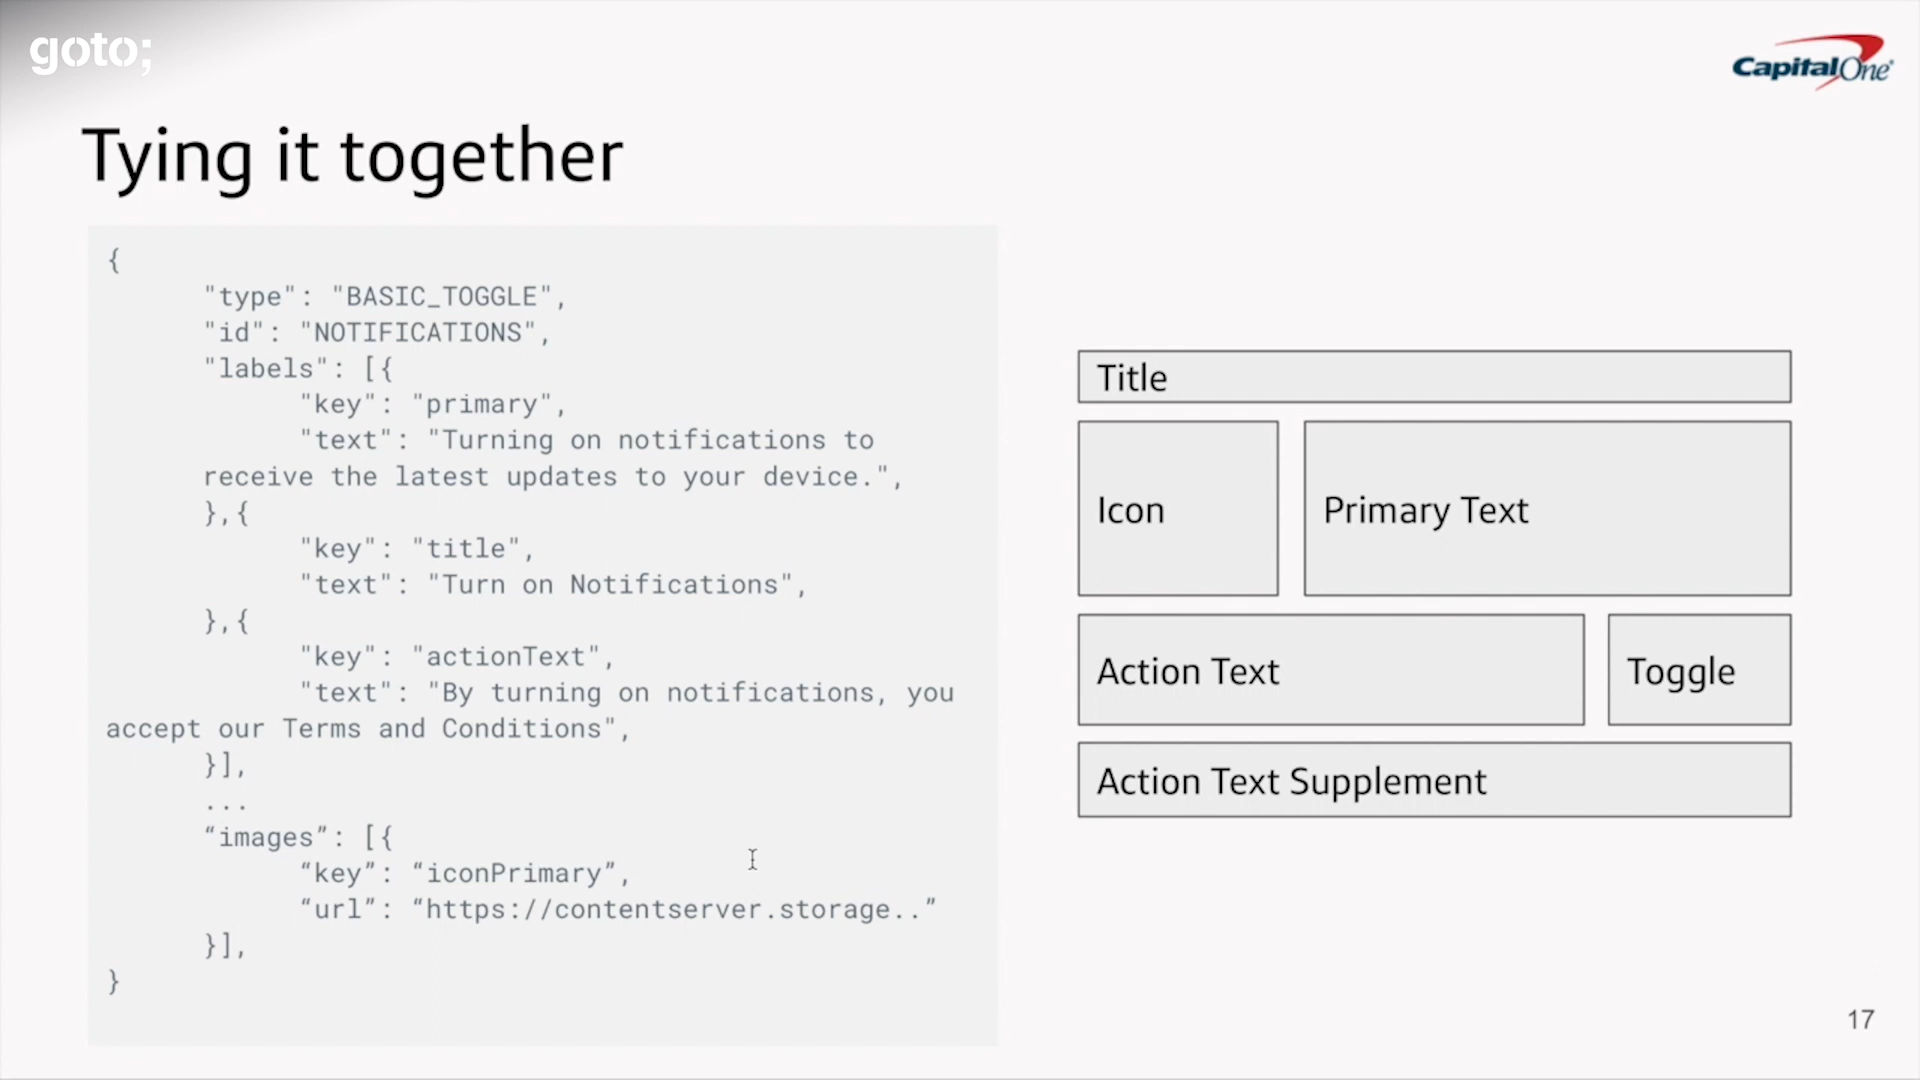 goto;
CapitalOne®
Tying it together
{
"type": "BASIC_TOGGLE",
"id": "NOTIFICATIONS",
"labels": [{
"key": "primary",
"text": "Turning on notifications to
receive the latest updates to your device.",
},{
"key": "title",
"text": "Turn on Notifications",
},{
"key": "actionText",
"text": "By turning on notifications, you
accept our Terms and Conditions",
}],
...
“images”: [{
“key”: “iconPrimary”,
“url”: “https://contentserver.storage..”
}],
}
Title
Icon
Primary Text
Action Text
Toggle
Action Text Supplement
17